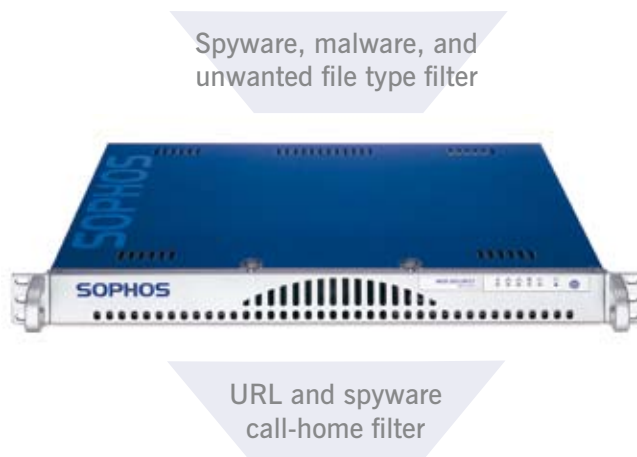 Spyware, malware, and
unwanted file type filter
SOPHOS
SOPHOS
URL and spyware
call-home filter